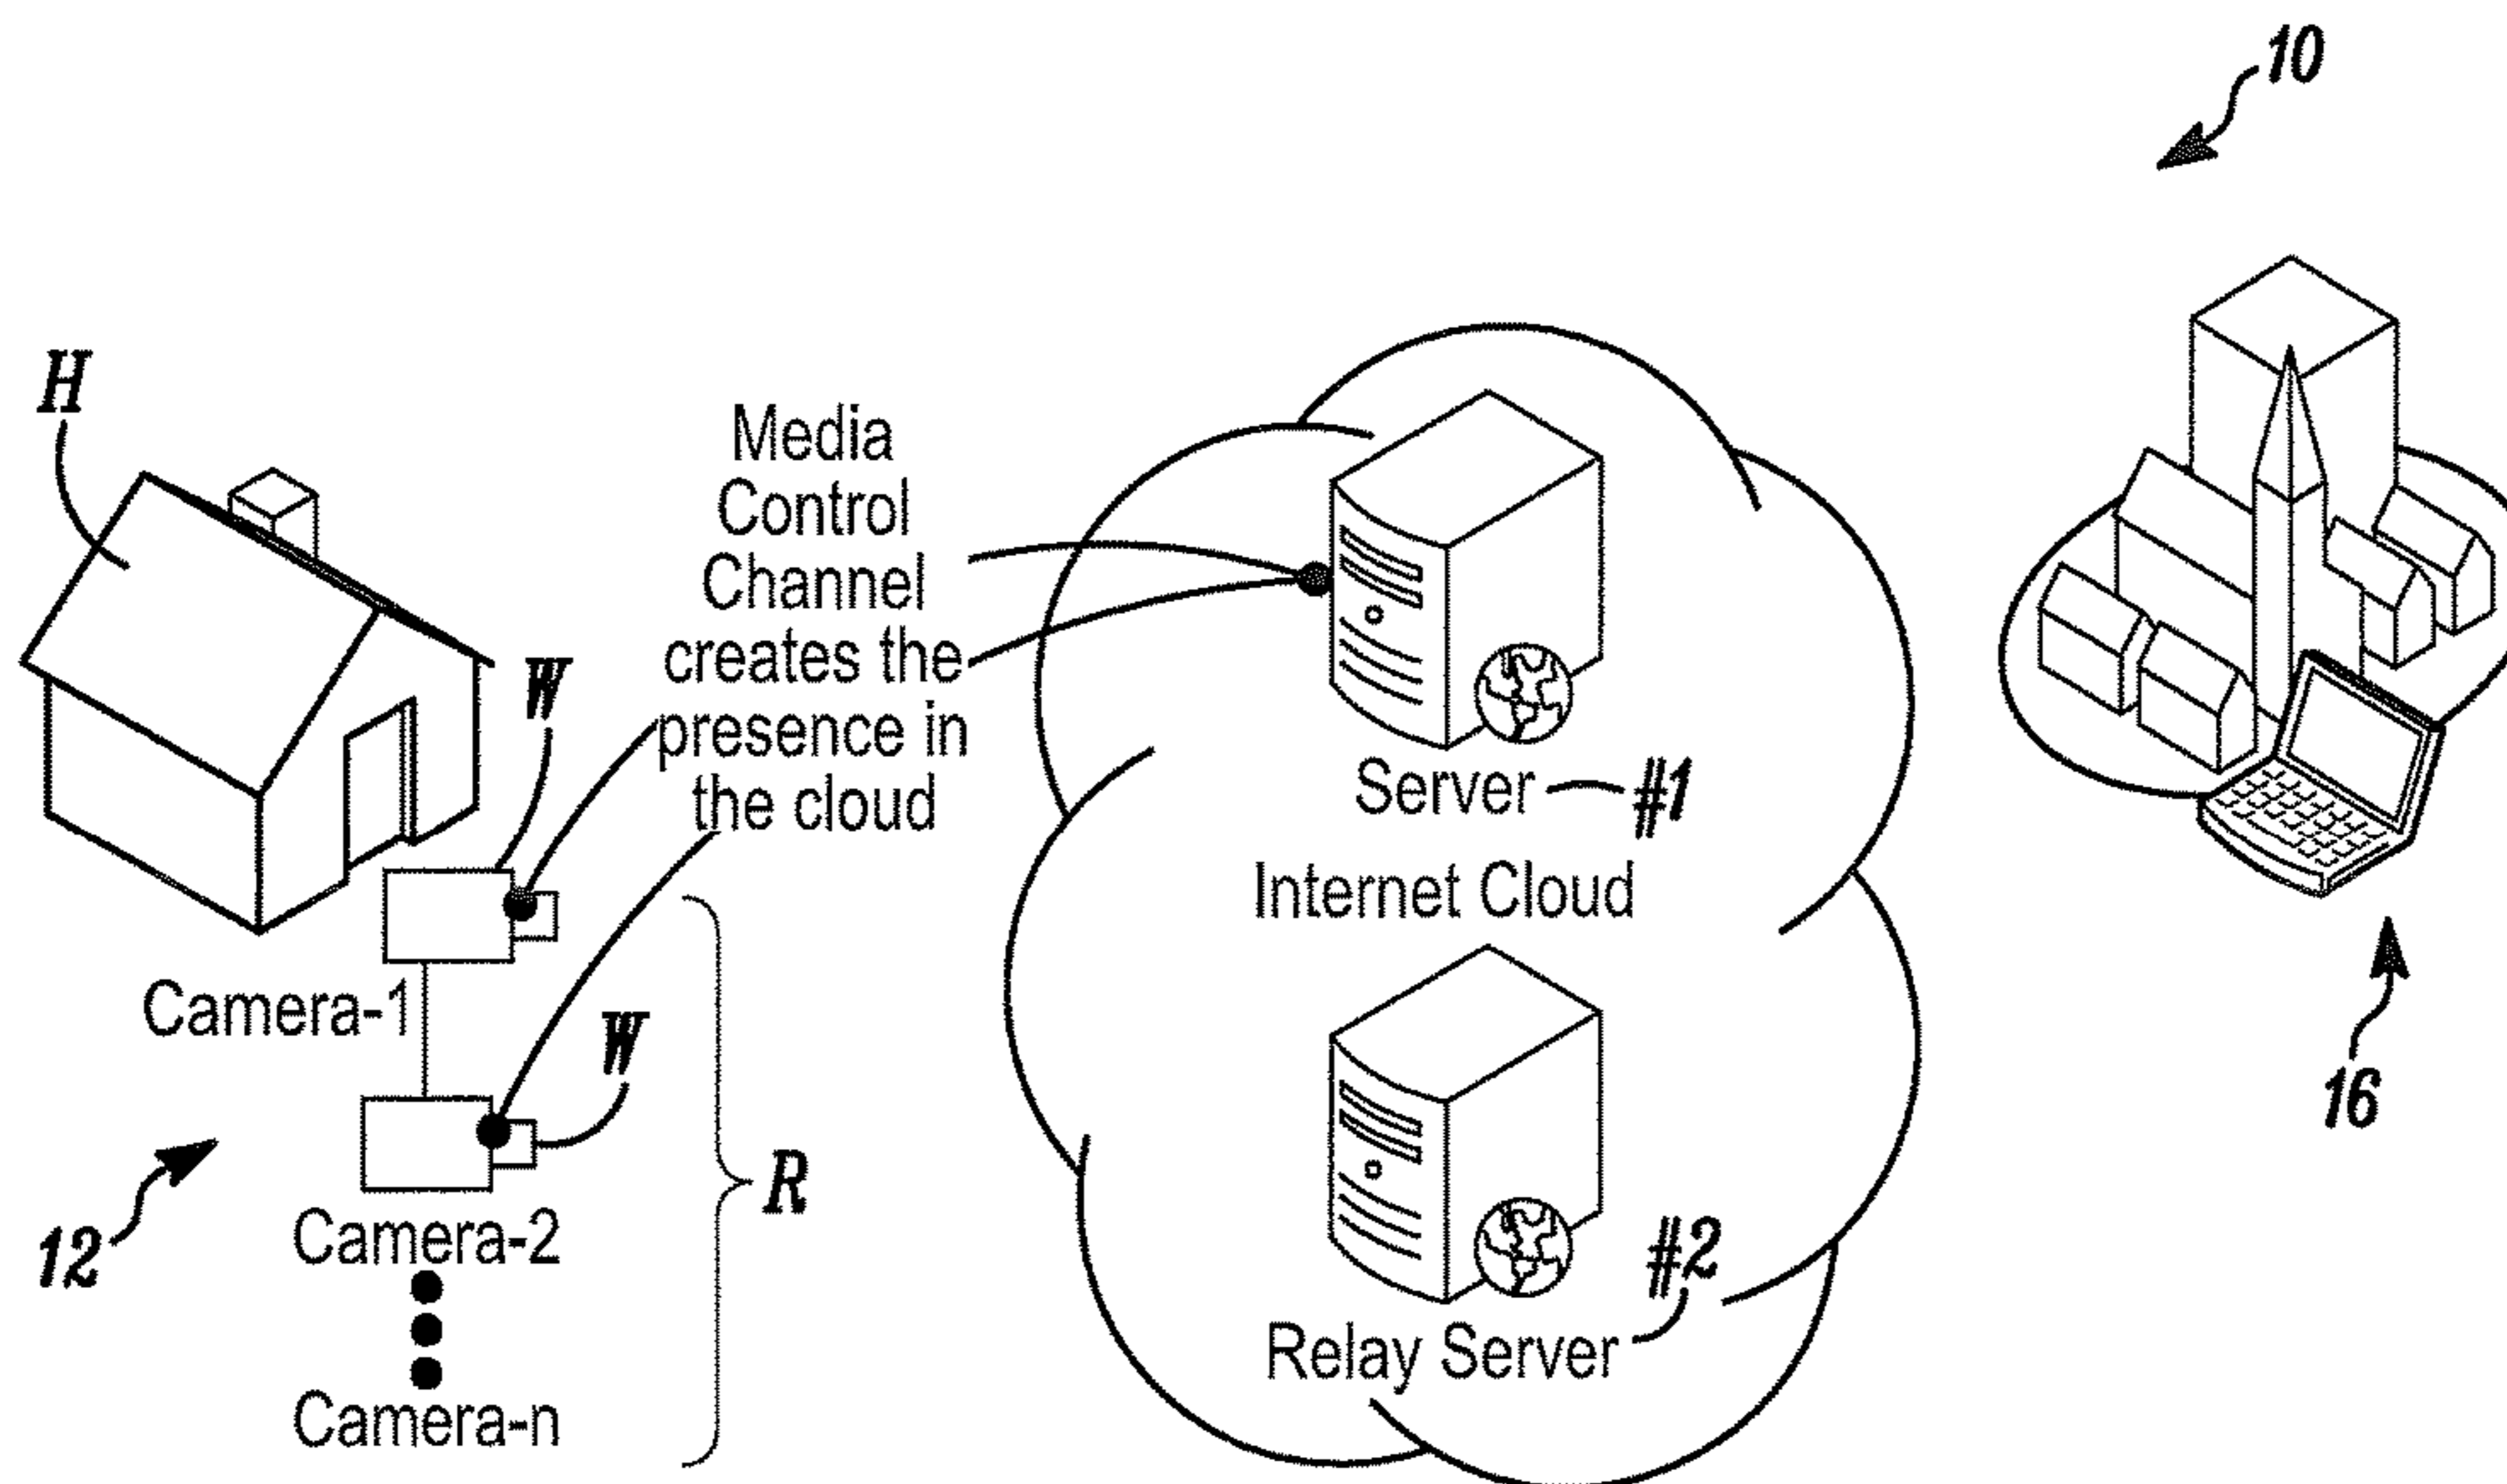 10
H
Media
Control
Channel
creates the
presence in
the cloud
W
Server #1
Internet Cloud
Camera-1
W
16
R
12
Camera-2
#2
Relay Server
Camera-n